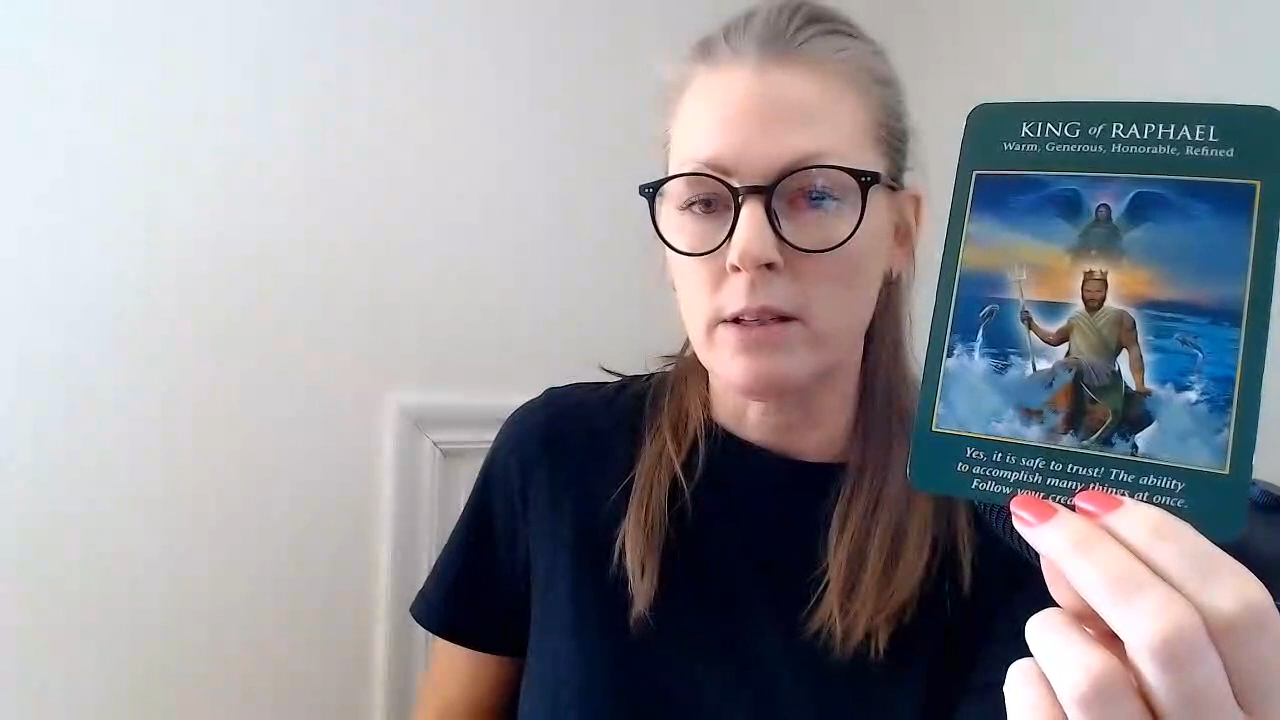 KING of RAPHAEL
Warm, Generous, Honorable, Refined
Yes, it is safe to trust! The ability
to accomplish many things at once.
Follow your